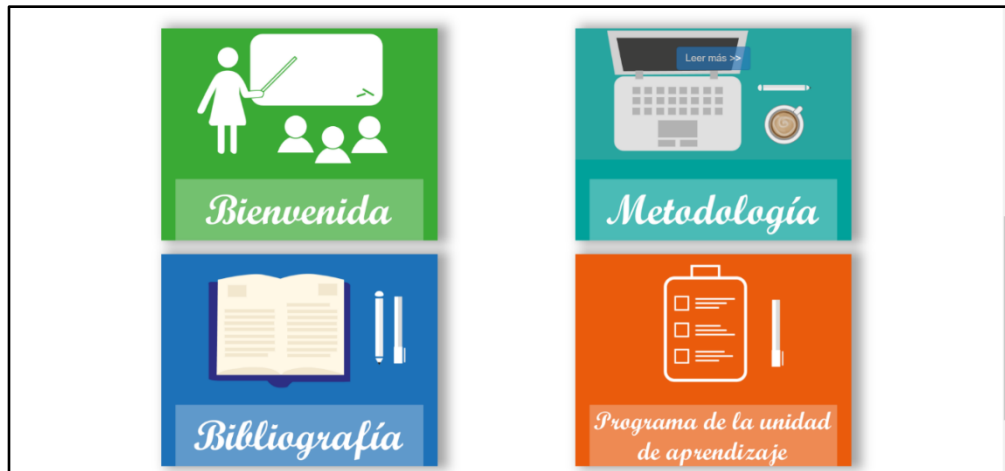 Leer más >>
Bienvenida
Metodología
Bibliografía
Programa de la unidad
de aprendizaje